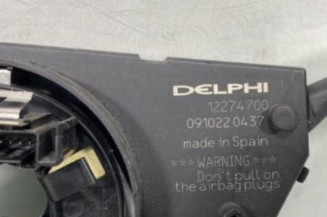 DELPHI
12274700
091022 0437
made in Spain
***WARNING***
Don't pull on
the airbag plugs